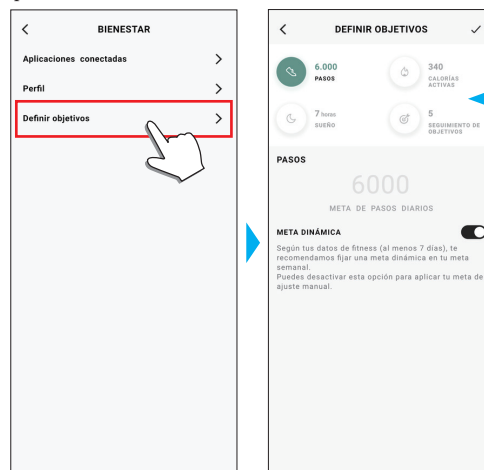 BIENESTAR
Aplicaciones conectadas
Perfil
Definir objetivos
DEFINIR OBJETIVOS
6.000
PASOS
340
CALORÍAS
ACTIVAS
7 horas
SUEÑO
5
SEGUIMIENTO DE
OBJETIVOS
PASOS
6000
META DE PASOS DIARIOS
META DINÁMICA
Según tus datos de fitness (al menos 7 días), te
recomendamos fijar una meta dinámica en tu meta
semanal.
Puedes desactivar esta opción para aplicar tu meta de
ajuste manual.